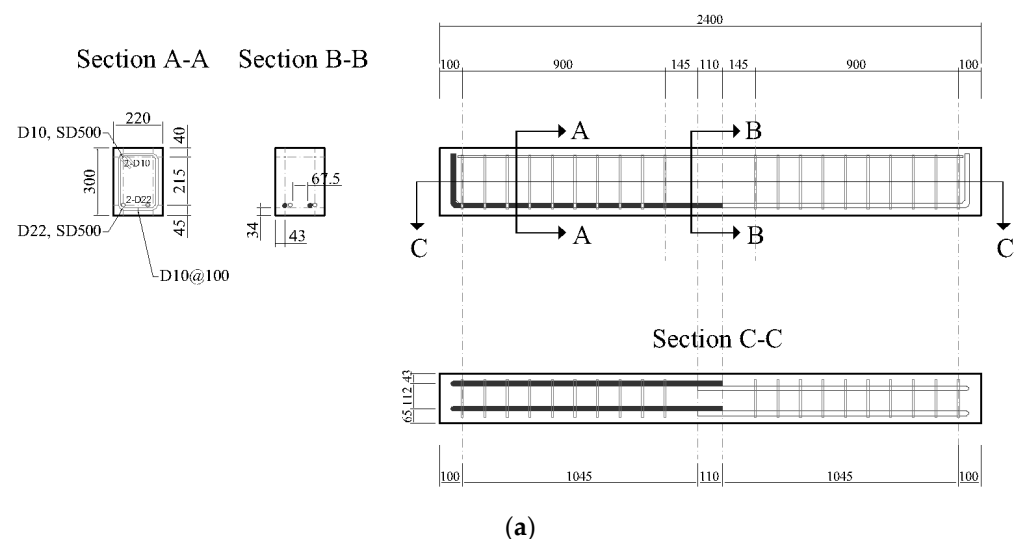 2400
100 900 145 110 145 900 100
Section A-A Section B-B
220
D10, SD500
2-D10
40
300
215
2-D22
D22, SD500
45
D10@100
67.5
34
43
A B
C C
A B
Section C-C
43
112
65
100 1045 110 1045 100
(a)